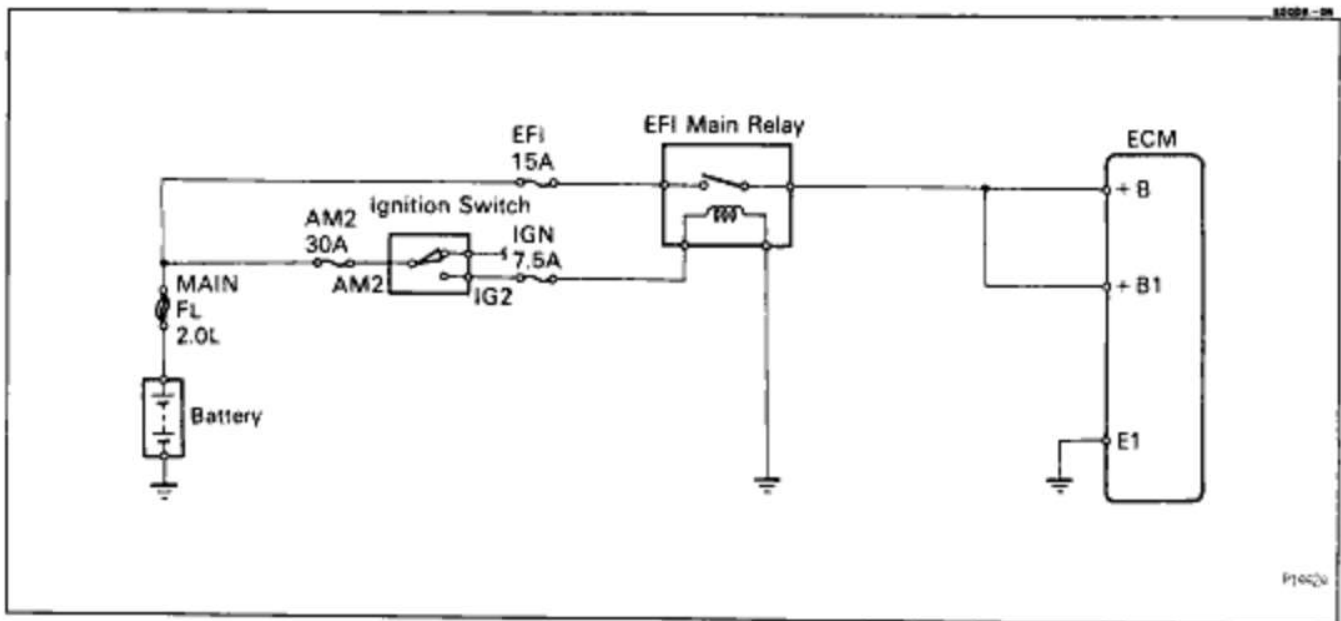 EFI Main Relay
EFI
15A
ECM
Ignition Switch
+B
AM2
30A
IGN
7.5A
AM2
IG2
MAIN
FL
2.0L
+B1
Battery
E1